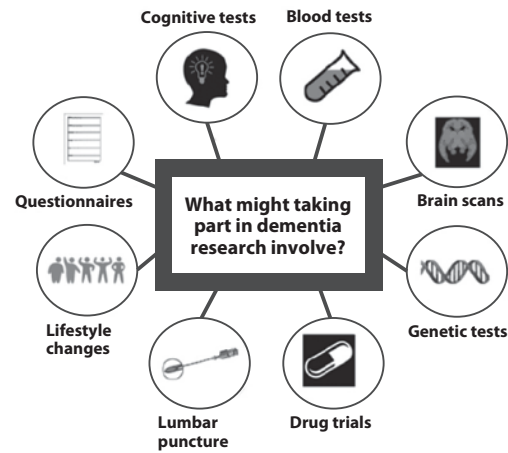 Cognitive tests
Blood tests
Questionnaires
What might taking
part in dementia
research involve?
Brain scans
Lifestyle
changes
Genetic tests
Lumbar
puncture
Drug trials